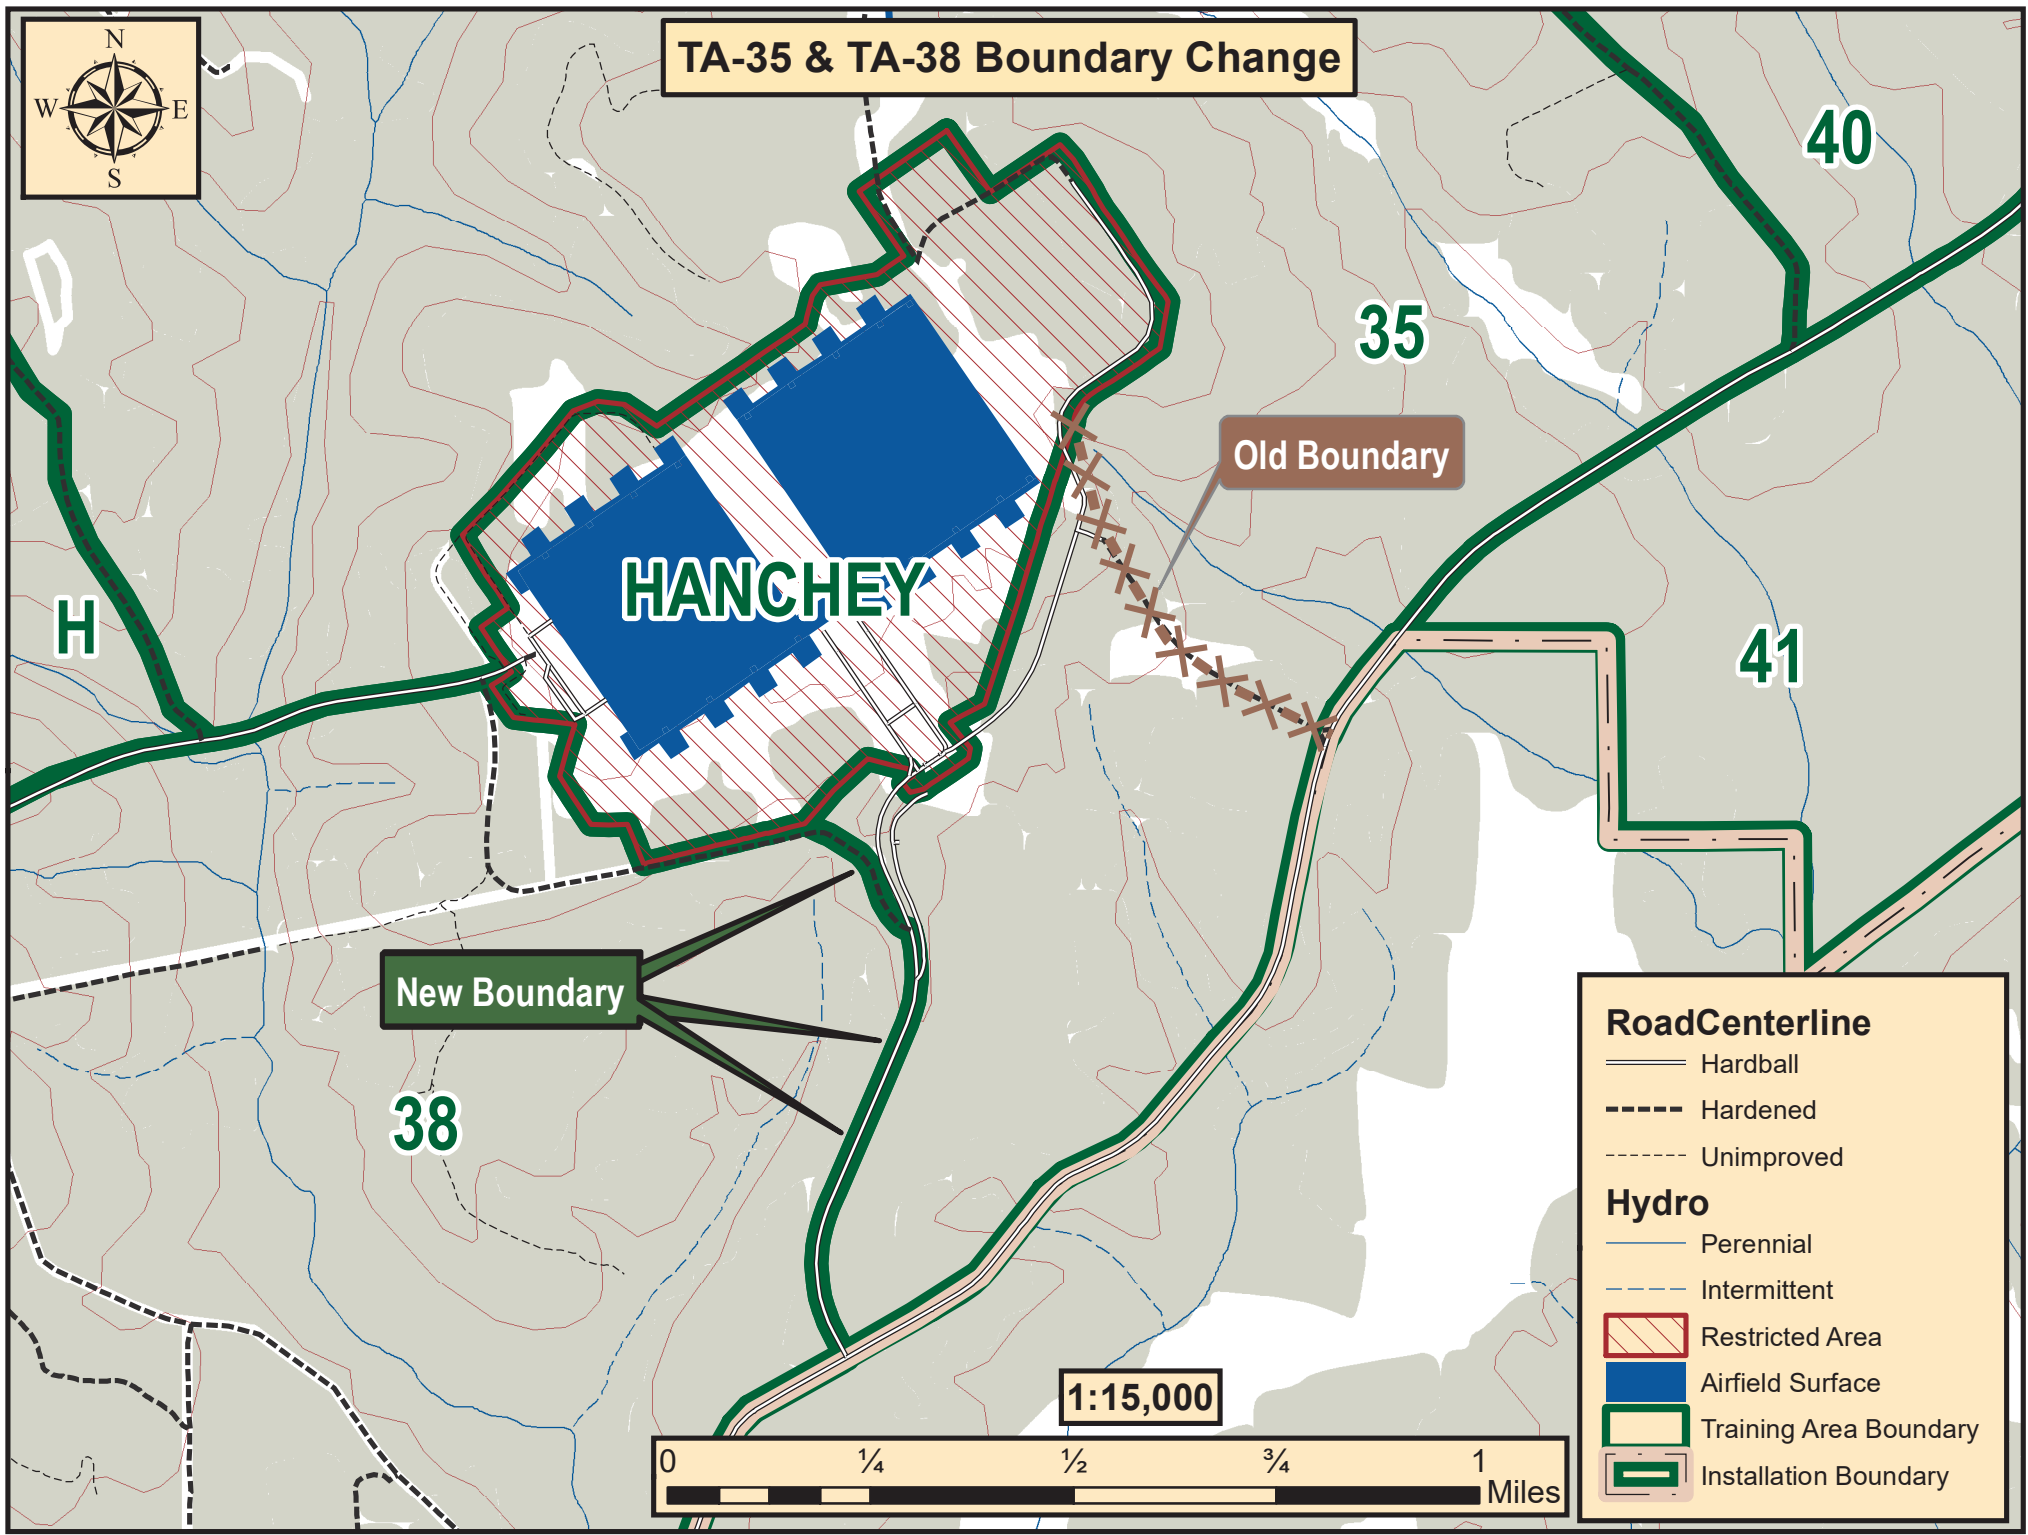 N
W E
S
TA-35 & TA-38 Boundary Change
40
35
Old Boundary
HANCHEY
H
41
New Boundary
38
RoadCenterline
Hardball
Hardened
Unimproved
Hydro
Perennial
Intermittent
Restricted Area
Airfield Surface
Training Area Boundary
Installation Boundary
1:15,000
0 ¼ ½ ¾ 1
Miles